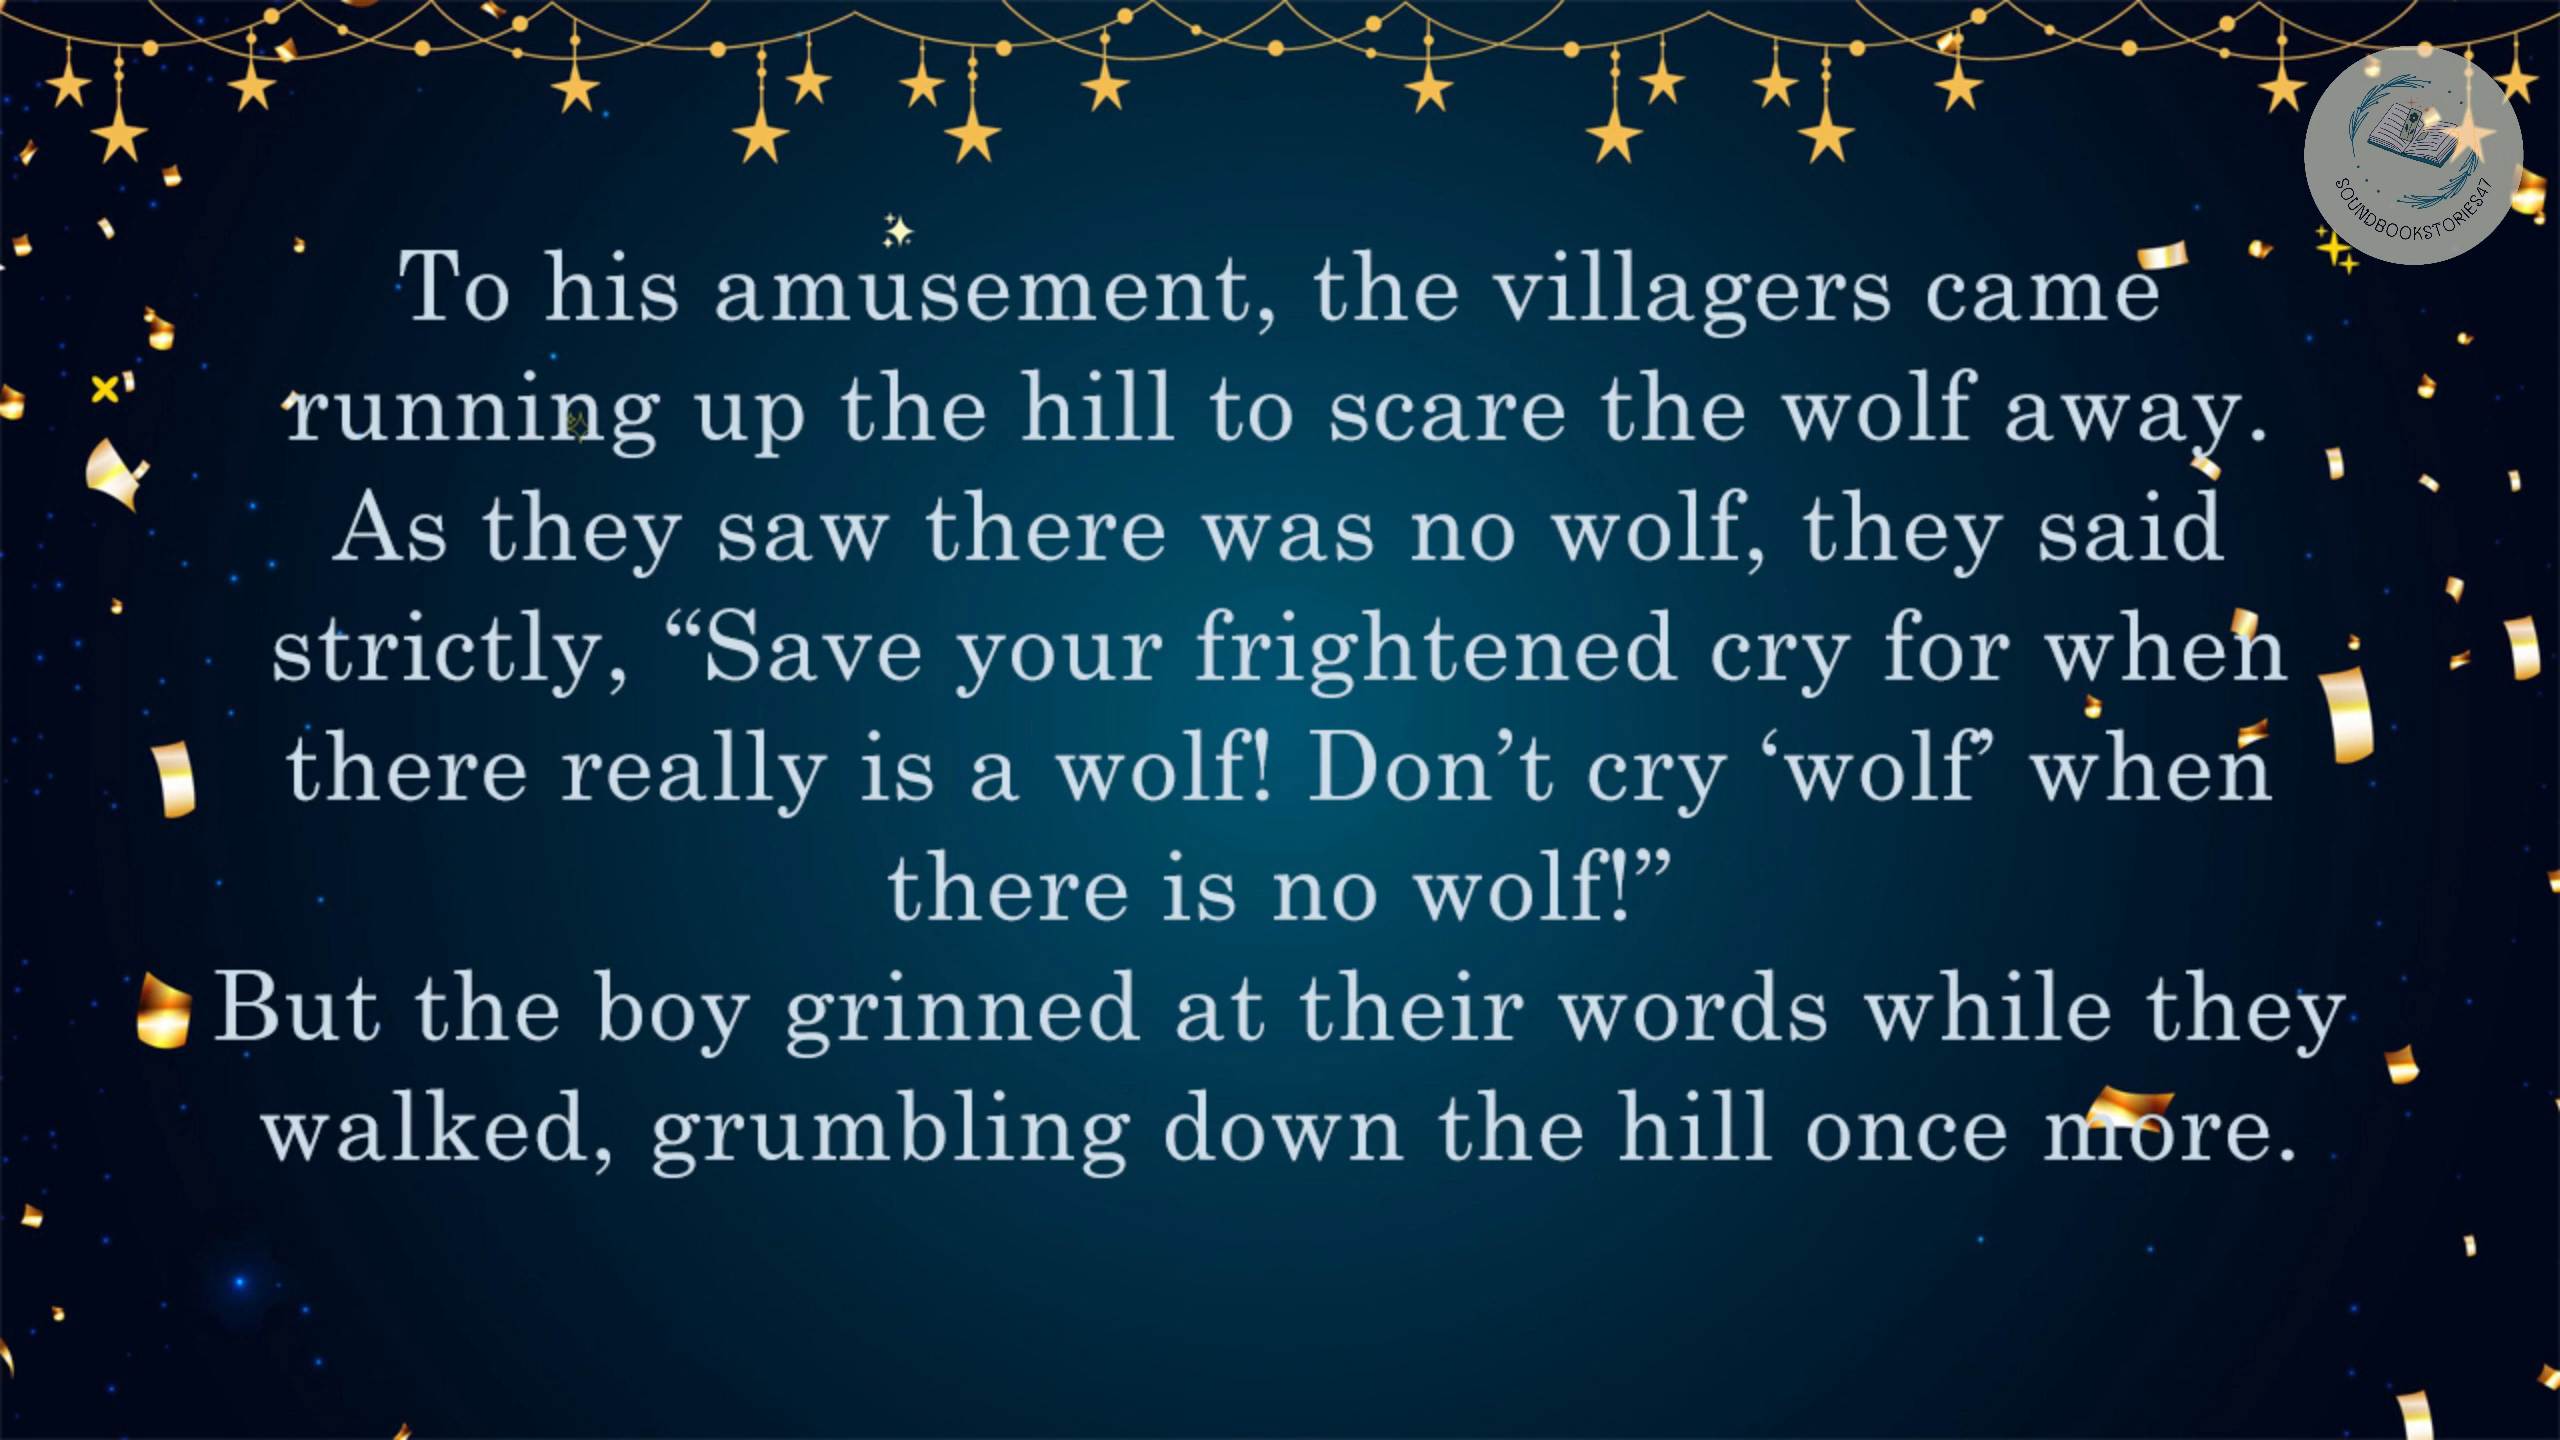 SOUNDBOOKSTORIES47
To his amusement, the villagers came
running up the hill to scare the wolf away.
As they saw there was no wolf, they said
strictly, “Save your frightened cry for when
there really is a wolf! Don’t cry ‘wolf’ when
there is no wolf!”
But the boy grinned at their words while they
walked, grumbling down the hill once more.